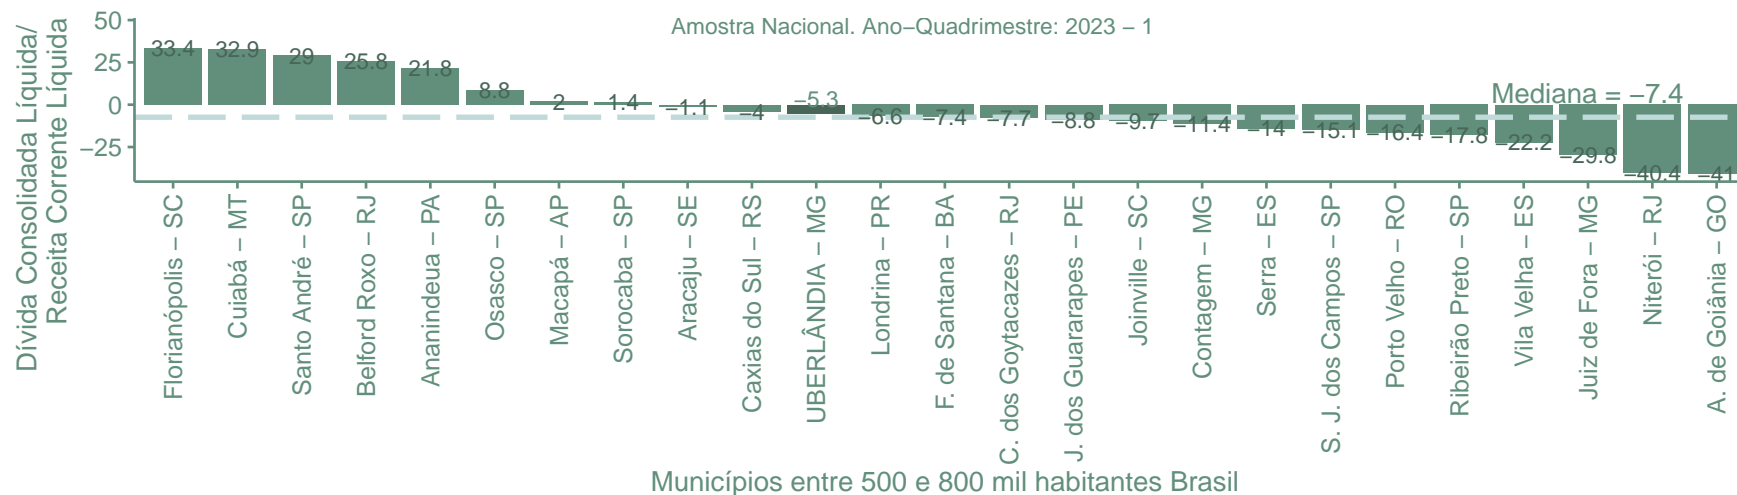 Amostra Nacional. Ano−Quadrimestre: 2023 − 1
Dívida Consolidada Líquida/
Receita Corrente Líquida
50
25
0
−25
33.4
32.9
29
25.8
21.8
8.8
2
1.4
−1.1
−4
−5.3
−6.6
−7.4
−7.7
−8.8
−9.7
−11.4
−14
−15.1
−16.4
−17.8
−22.2
−29.8
−40.4
−41
Mediana = −7.4
Florianópolis − SC
Cuiabá − MT
Santo André − SP
Belford Roxo − RJ
Ananindeua − PA
Osasco − SP
Macapá − AP
Sorocaba − SP
Aracaju − SE
Caxias do Sul − RS
UBERLÂNDIA − MG
Londrina − PR
F. de Santana − BA
C. dos Goytacazes − RJ
J. dos Guararapes − PE
Joinville − SC
Contagem − MG
Serra − ES
S. J. dos Campos − SP
Porto Velho − RO
Ribeirão Preto − SP
Vila Velha − ES
Juiz de Fora − MG
Niterói − RJ
A. de Goiânia − GO
Municípios entre 500 e 800 mil habitantes Brasil